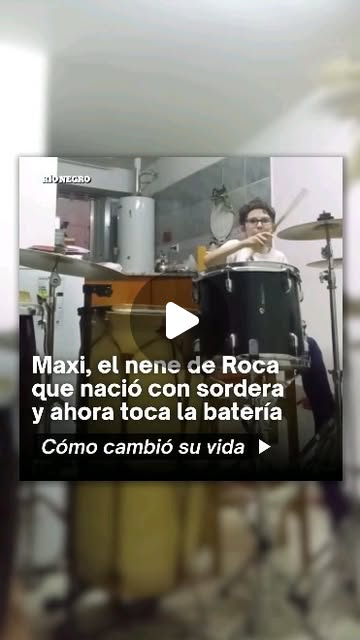 RÍO NEGRO
Maxi, el nene de Roca
que nació con sordera
y ahora toca la batería
Cómo cambió su vida